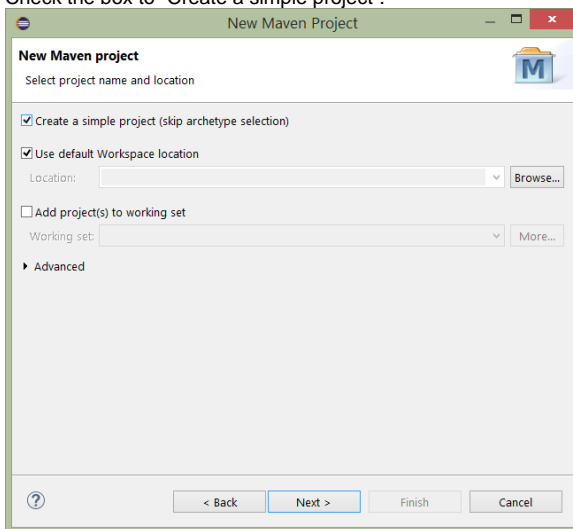 Check the box to "Create a simple project".
New Maven Project
New Maven project
Select project name and location
M
Create a simple project (skip archetype selection)
Use default Workspace location
Location:
Browse...
Add project(s) to working set
Working set:
More...
Advanced
?
< Back
Next >
Finish
Cancel